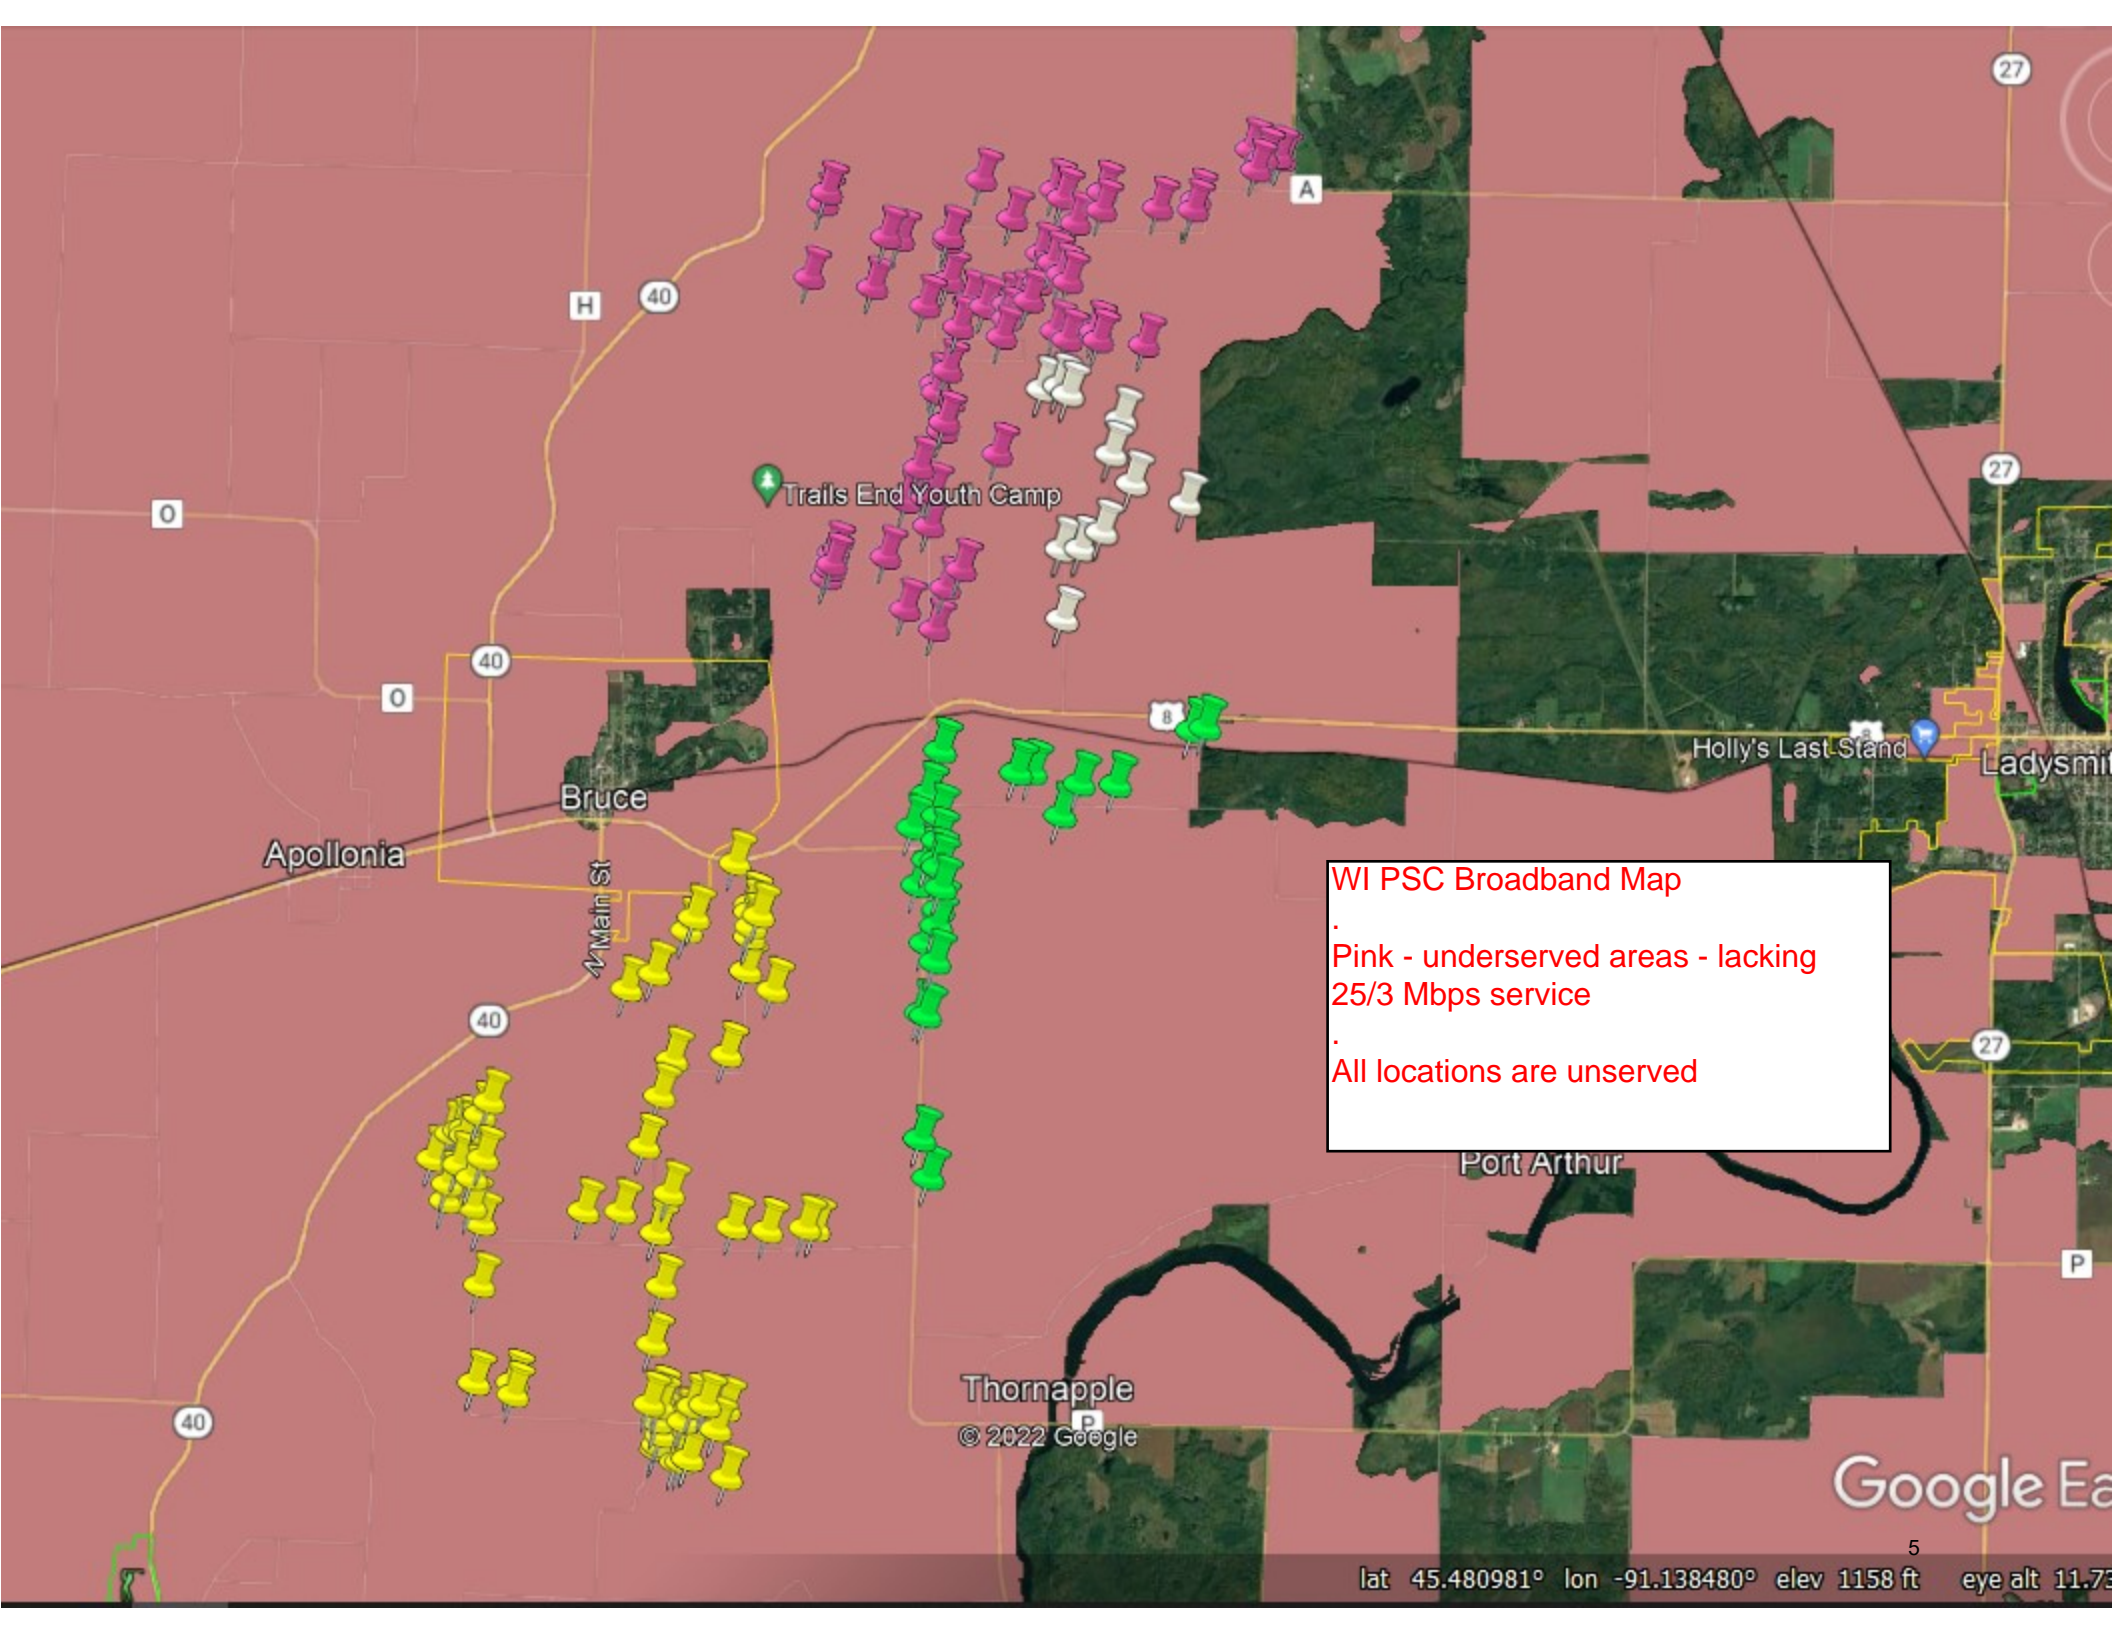 27
A
H
40
Trails End Youth Camp
27
O
40
O
8
8
Holly's Last Stand
Bruce
Apollonia
N Main St
WI PSC Broadband Map
.
Pink - underserved areas - lacking
25/3 Mbps service
.
All locations are unserved
40
27
Port Arthur
P
Thornapple
P
40
© 2022 Google
Google
5
lat 45.480981° lon -91.138480° elev 1158 ft eye alt 11.73